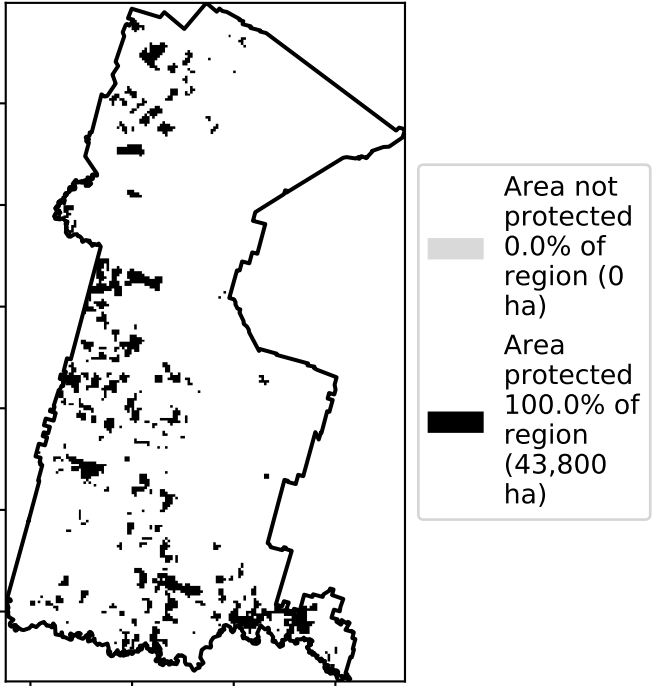 Area not
protected
0.0% of
region (0
ha)
Area
protected
100.0% of
region
(43,800
ha)